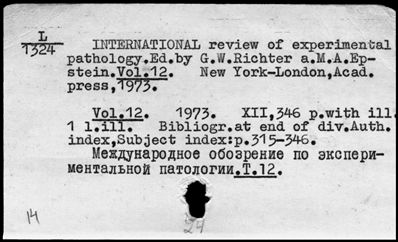 L
1324
INTERNATIONAL review of experimental
pathology.Ed.by G.W.Richter a.M.A.Ep-
stein.Vol.12. New York-London,Acad.
press,1973.
Vol.12. 1973. XII,346 p.with ill.
1 l.ill. Bibliogr.at end of div.Auth.
index,Subject index:p.315-346.
Международное обозрение по экспери-
ментальной патологии.Т.12.
14
24